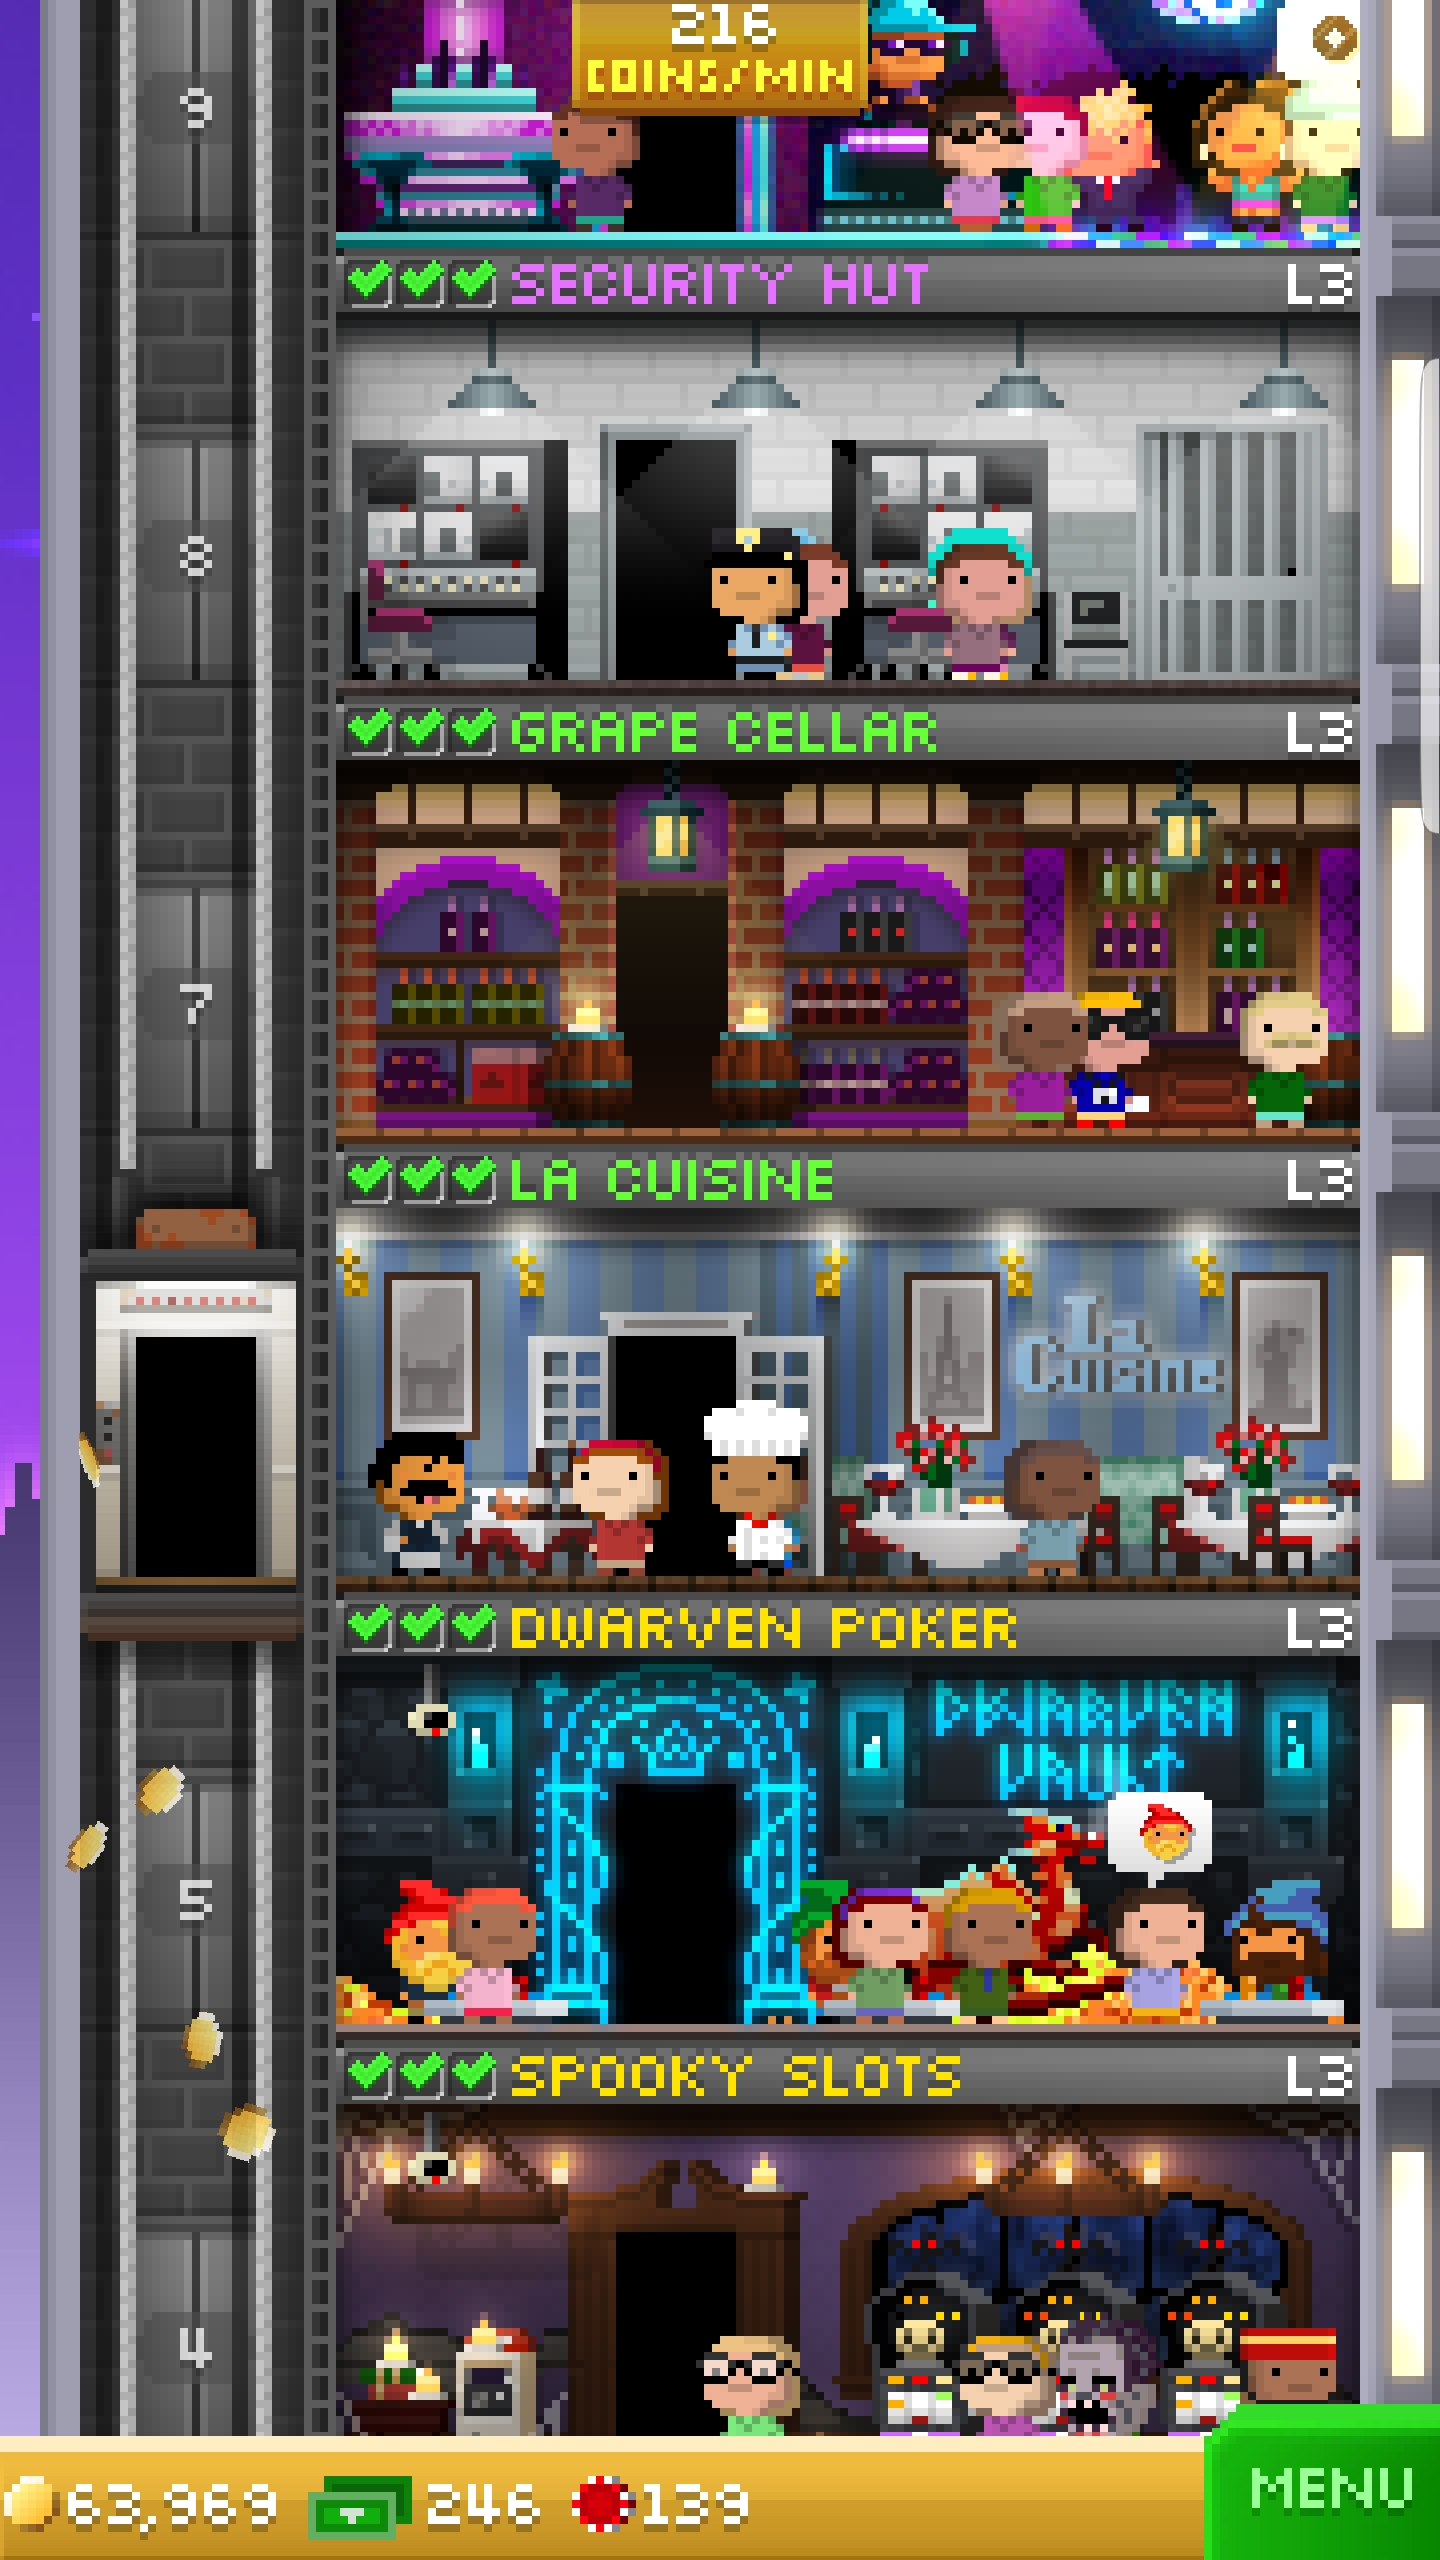 216
COINS/MIN
9
SECURITY HUT L3
8
GRAPE CELLAR L3
7
LA CUISINE L3
La
Cuisine
DWARVEN POKER L3
DWARVEN
VAULT
5
SPOOKY SLOTS L3
4
63,969 246 139
MENU